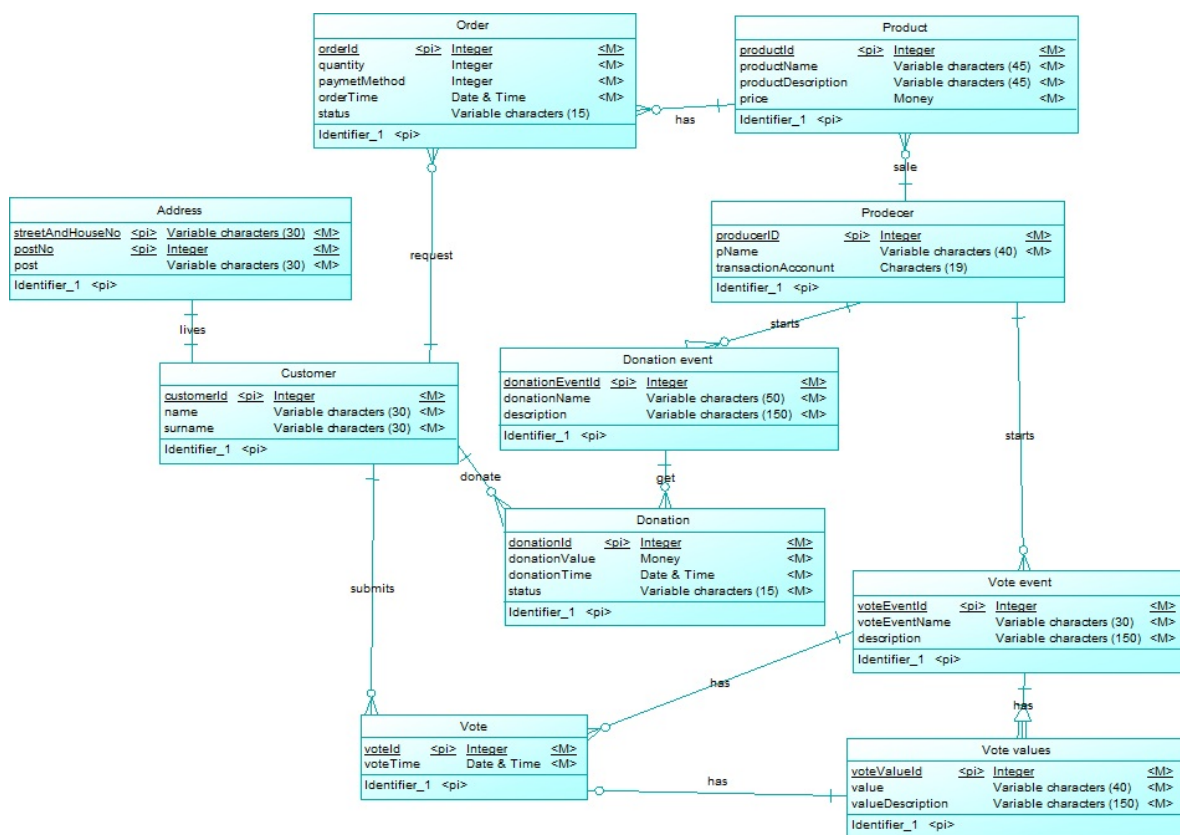 Order
orderId <pi> Integer <M>
quantity Integer <M>
paymetMethod Integer <M>
orderTime Date & Time <M>
status Variable characters (15)
Identifier_1 <pi>
Product
productId <pi> Integer <M>
productName Variable characters (45) <M>
productDescription Variable characters (45) <M>
price Money <M>
Identifier_1 <pi>
has
sale
Address
streetAndHouseNo <pi> Variable characters (30) <M>
postNo <pi> Integer <M>
post Variable characters (30) <M>
Identifier_1 <pi>
request
Prodecer
producerID <pi> Integer <M>
pName Variable characters (40) <M>
transactionAcconunt Characters (19)
Identifier_1 <pi>
lives
starts
Customer
customerId <pi> Integer <M>
name Variable characters (30) <M>
surname Variable characters (30) <M>
Identifier_1 <pi>
Donation event
donationEventId <pi> Integer <M>
donationName Variable characters (50) <M>
description Variable characters (150) <M>
Identifier_1 <pi>
starts
donate
get
Donation
donationId <pi> Integer <M>
donationValue Money <M>
donationTime Date & Time <M>
status Variable characters (15) <M>
Identifier_1 <pi>
submits
Vote event
voteEventId <pi> Integer <M>
voteEventName Variable characters (30) <M>
description Variable characters (150) <M>
Identifier_1 <pi>
has
has
Vote
voteId <pi> Integer <M>
voteTime Date & Time <M>
Identifier_1 <pi>
has
Vote values
voteValueId <pi> Integer <M>
value Variable characters (40) <M>
valueDescription Variable characters (150) <M>
Identifier_1 <pi>